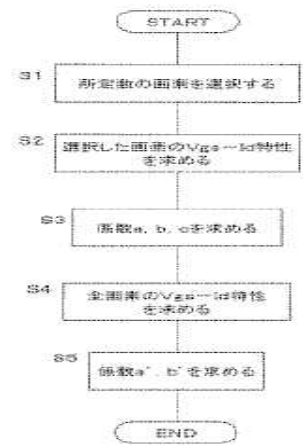 START
S1
所定数の画素を選択する
S2
選択した画素のVgs－Id特性
を求める
S3
係数a, b, cを求める
S4
全画素のVgs－Id特性
を求める
S5
係数a', b'を求める
END